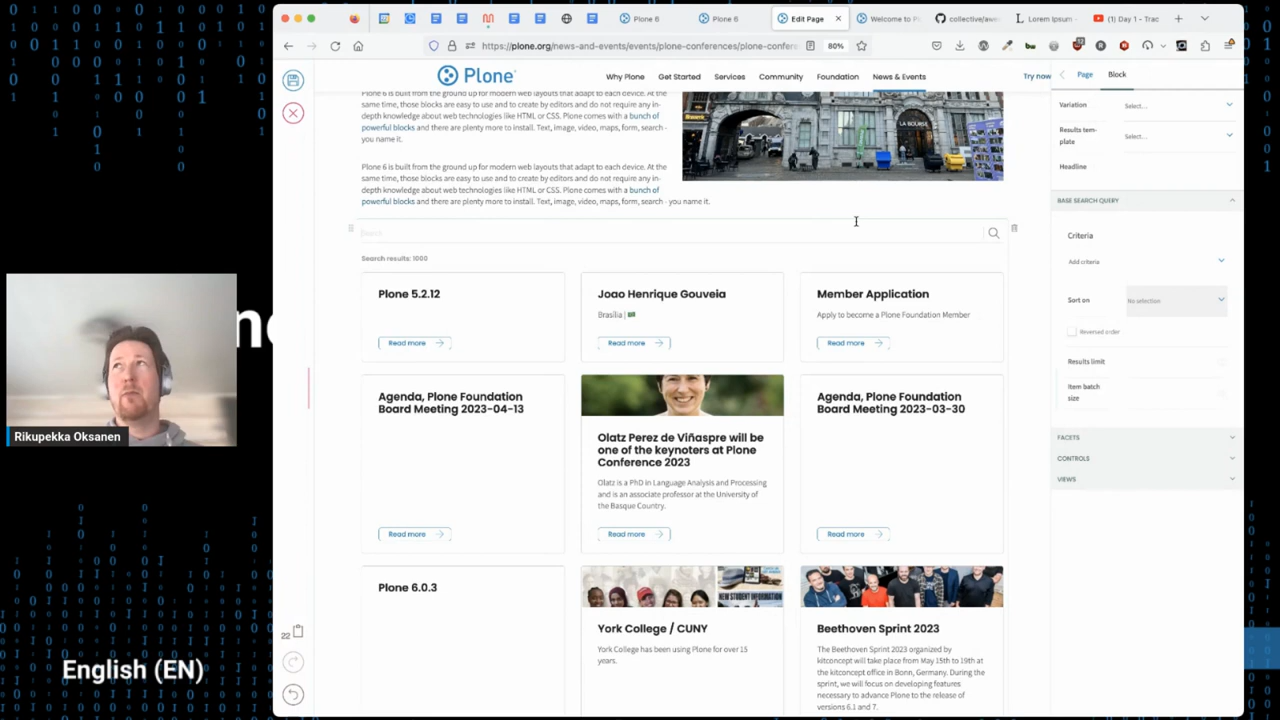 Plone 6
Plone 6
Edit Page
Welcome to Pl
collective/awe
Lorem Ipsum
(1) Day 1 - Trac
https://plone.org/news-and-events/events/plone-conferences/plone-conferenc
80%
Plone
Why Plone
Get Started
Services
Community
Foundation
News & Events
Try now
Page
Block
Plone 6 is built from the ground up for modern web layouts that adapt to each device. At the
same time, those blocks are easy to use and to create by editors and do not require any in-
depth knowledge about web technologies like HTML or CSS. Plone comes with a bunch of
powerful blocks and there are plenty more to install. Text, image, video, maps, form, search -
you name it.
Plone 6 is built from the ground up for modern web layouts that adapt to each device. At the
same time, those blocks are easy to use and to create by editors and do not require any in-
depth knowledge about web technologies like HTML or CSS. Plone comes with a bunch of
powerful blocks and there are plenty more to install. Text, image, video, maps, form, search - you name it.
LA BOURSE
Search
Search results: 1000
Plone 5.2.12
Read more
Joao Henrique Gouveia
Brasília |
Read more
Member Application
Apply to become a Plone Foundation Member
Read more
Agenda, Plone Foundation
Board Meeting 2023-04-13
Read more
Olatz Perez de Viñaspre will be
one of the keynoters at Plone
Conference 2023
Olatz is a PhD in Language Analysis and Processing
and is an associate professor at the University of
the Basque Country.
Read more
Agenda, Plone Foundation
Board Meeting 2023-03-30
Read more
Plone 6.0.3
NEW STUDENT
INFORMATION
York College / CUNY
York College has been using Plone for over 15
years.
Beethoven Sprint 2023
The Beethoven Sprint 2023 organized by
kitconcept will take place from May 15th to 19th at
the kitconcept office in Bonn, Germany. During the
sprint, we will focus on developing features
necessary to advance Plone to the release of
versions 6.1 and 7.
Variation
Select...
Results tem-
plate
Select...
Headline
BASE SEARCH QUERY
Criteria
Add criteria
Sort on
No selection
Reversed order
Results limit
Item batch
size
FACETS
CONTROLS
VIEWS
22
Rikupekka Oksanen
English (EN)